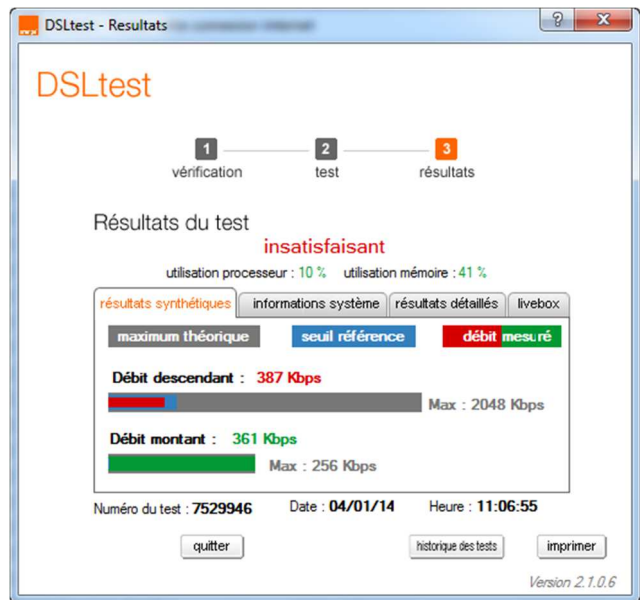 DSLtest - Resultats
DSLtest
1 2 3
vérification test résultats
Résultats du test
insatisfaisant
utilisation processeur : 10 % utilisation mémoire : 41 %
résultats synthétiques informations système résultats détaillés livebox
maximum théorique seuil référence débit mesuré
Débit descendant : 387 Kbps
Max : 2048 Kbps
Débit montant : 361 Kbps
Max : 256 Kbps
Numéro du test : 7529946 Date : 04/01/14 Heure : 11:06:55
quitter historique des tests imprimer
Version 2.1.0.6